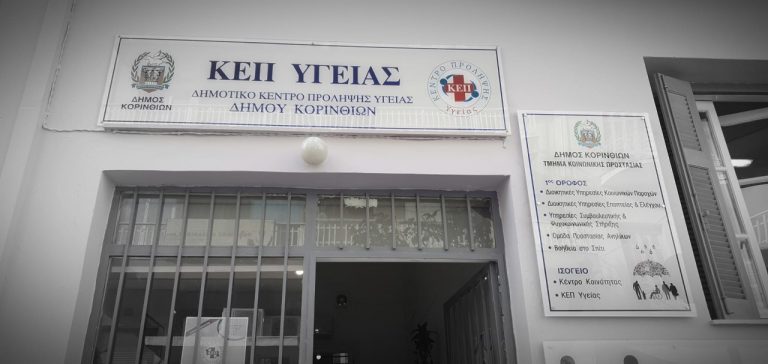 ΚΕΠ ΥΓΕΙΑΣ
ΔΗΜΟΤΙΚΟ ΚΕΝΤΡΟ ΠΡΟΛΗΨΗΣ ΥΓΕΙΑΣ
ΔΗΜΟΥ ΚΟΡΙΝΘΙΩΝ
ΔΗΜΟΣ
ΚΟΡΙΝΘΙΩΝ
ΚΕΝΤΡΟ ΠΡΟΛΗΨΗΣ
ΚΕΠ
Υγείας
ΔΗΜΟΣ ΚΟΡΙΝΘΙΩΝ
ΤΜΗΜΑ ΚΟΙΝΩΝΙΚΗΣ ΠΡΟΣΤΑΣΙΑΣ
1ος ΟΡΟΦΟΣ
• Διοικητικές Υπηρεσίες Κοινωνικών Παροχών
• Διοικητικές Υπηρεσίες Εποπτείας & Ελέγχου
• Υπηρεσίες Συμβουλευτικής &
Ψυχοκοινωνικής Στήριξης
• Ομάδα Προστασίας Ανηλίκων
• Βοήθεια στο Σπίτι
ΙΣΟΓΕΙΟ
• Κέντρο Κοινότητας
• ΚΕΠ Υγείας